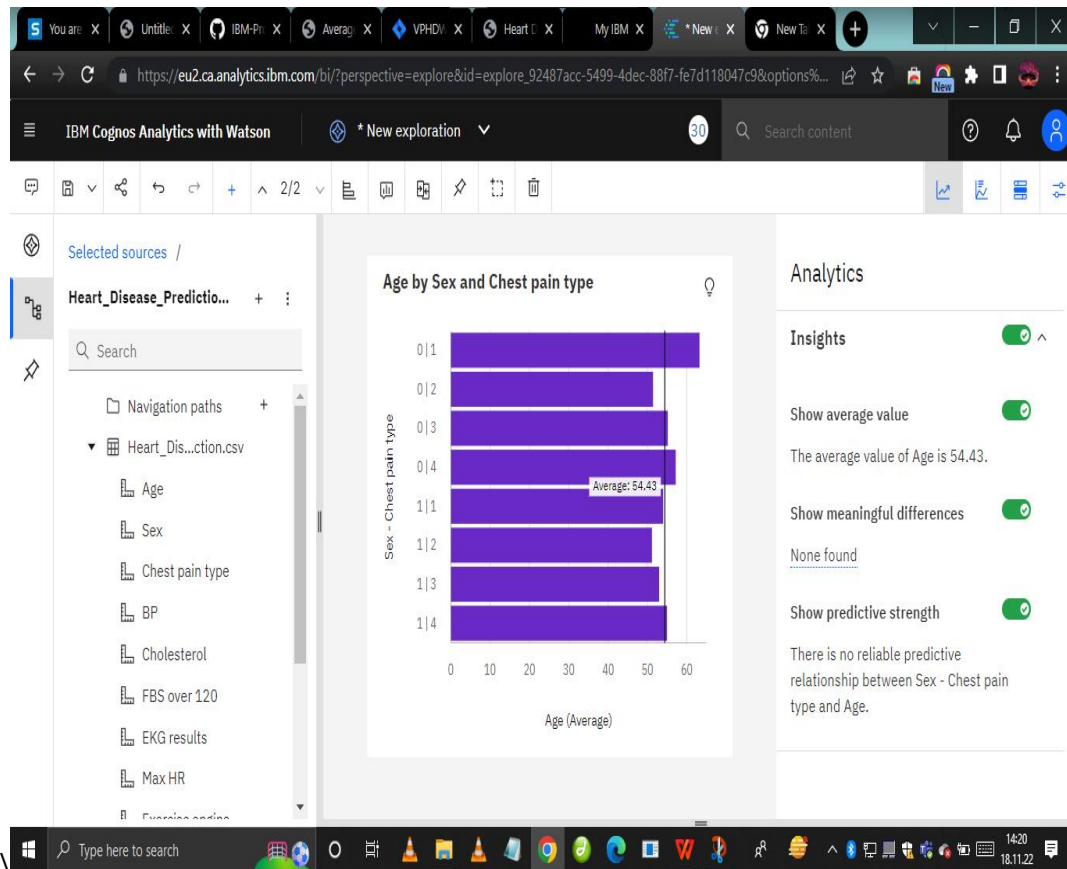 You are X Untitlec X IBM-Pr X Averag X VPHDW X Heart D X My IBM X * New e X New Ta X +
https://eu2.ca.analytics.ibm.com/bi/?perspective=explore&id=explore_92487acc-5499-4dec-88f7-fe7d118047c9&options%...
New
IBM Cognos Analytics with Watson
* New exploration
30
Search content
2/2
Selected sources /
Heart_Disease_Predictio...
Search
Navigation paths
Heart_Dis...ction.csv
Age
Sex
Chest pain type
BP
Cholesterol
FBS over 120
EKG results
Max HR
Age by Sex and Chest pain type
Sex - Chest pain type
0|1
0|2
0|3
0|4
1|1
1|2
1|3
1|4
Average: 54.43
0 10 20 30 40 50 60
Age (Average)
Analytics
Insights
Show average value
The average value of Age is 54.43.
Show meaningful differences
None found
Show predictive strength
There is no reliable predictive
relationship between Sex - Chest pain
type and Age.
\
Type here to search
14:20
18.11.22